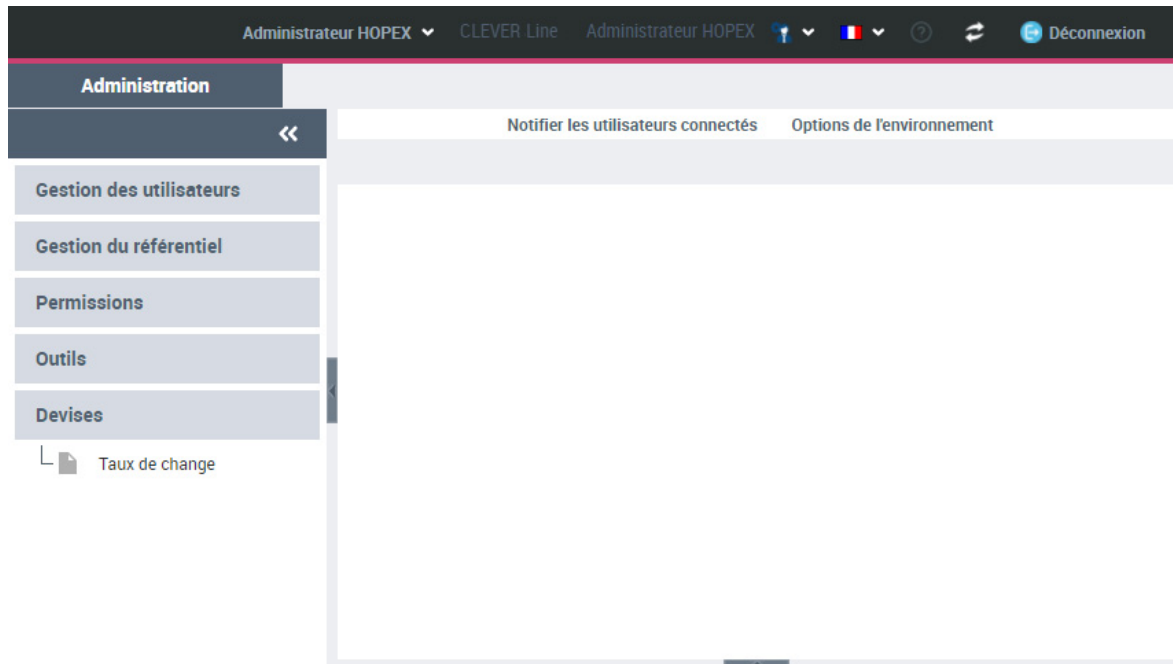 Administrateur HOPEX CLEVER Line Administrateur HOPEX Déconnexion
Administration
Notifier les utilisateurs connectés Options de l'environnement
Gestion des utilisateurs
Gestion du référentiel
Permissions
Outils
Devises
Taux de change